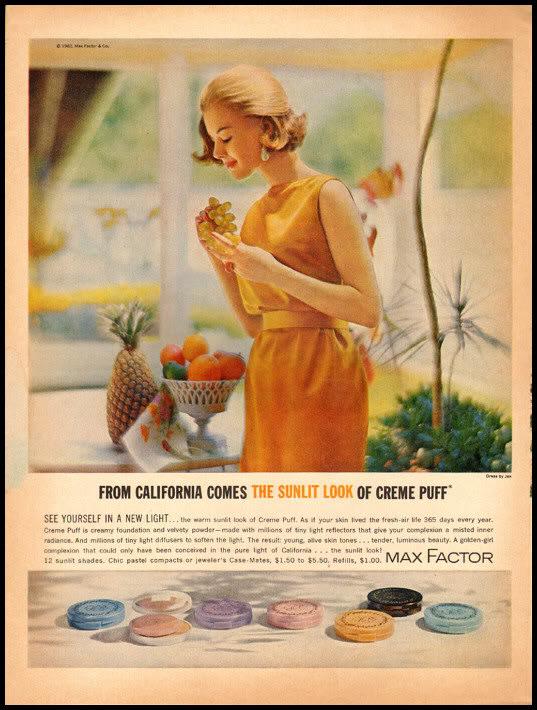 © 1962, Max Factor & Co.
Dress by Jax
FROM CALIFORNIA COMES THE SUNLIT LOOK OF CREME PUFF*
SEE YOURSELF IN A NEW LIGHT... the warm sunlit look of Creme Puff. As if your skin lived the fresh-air life 365 days every year.
Creme Puff is creamy foundation and velvety powder—made with millions of tiny light reflectors that give your complexion a misted inner
radiance. And millions of tiny light diffusers to soften the light. The result: young, alive skin tones... tender, luminous beauty. A golden-girl
complexion that could only have been conceived in the pure light of California... the sunlit look!
12 sunlit shades. Chic pastel compacts or jeweler's Case-Mates, $1.50 to $5.50. Refills, $1.00. MAX FACTOR